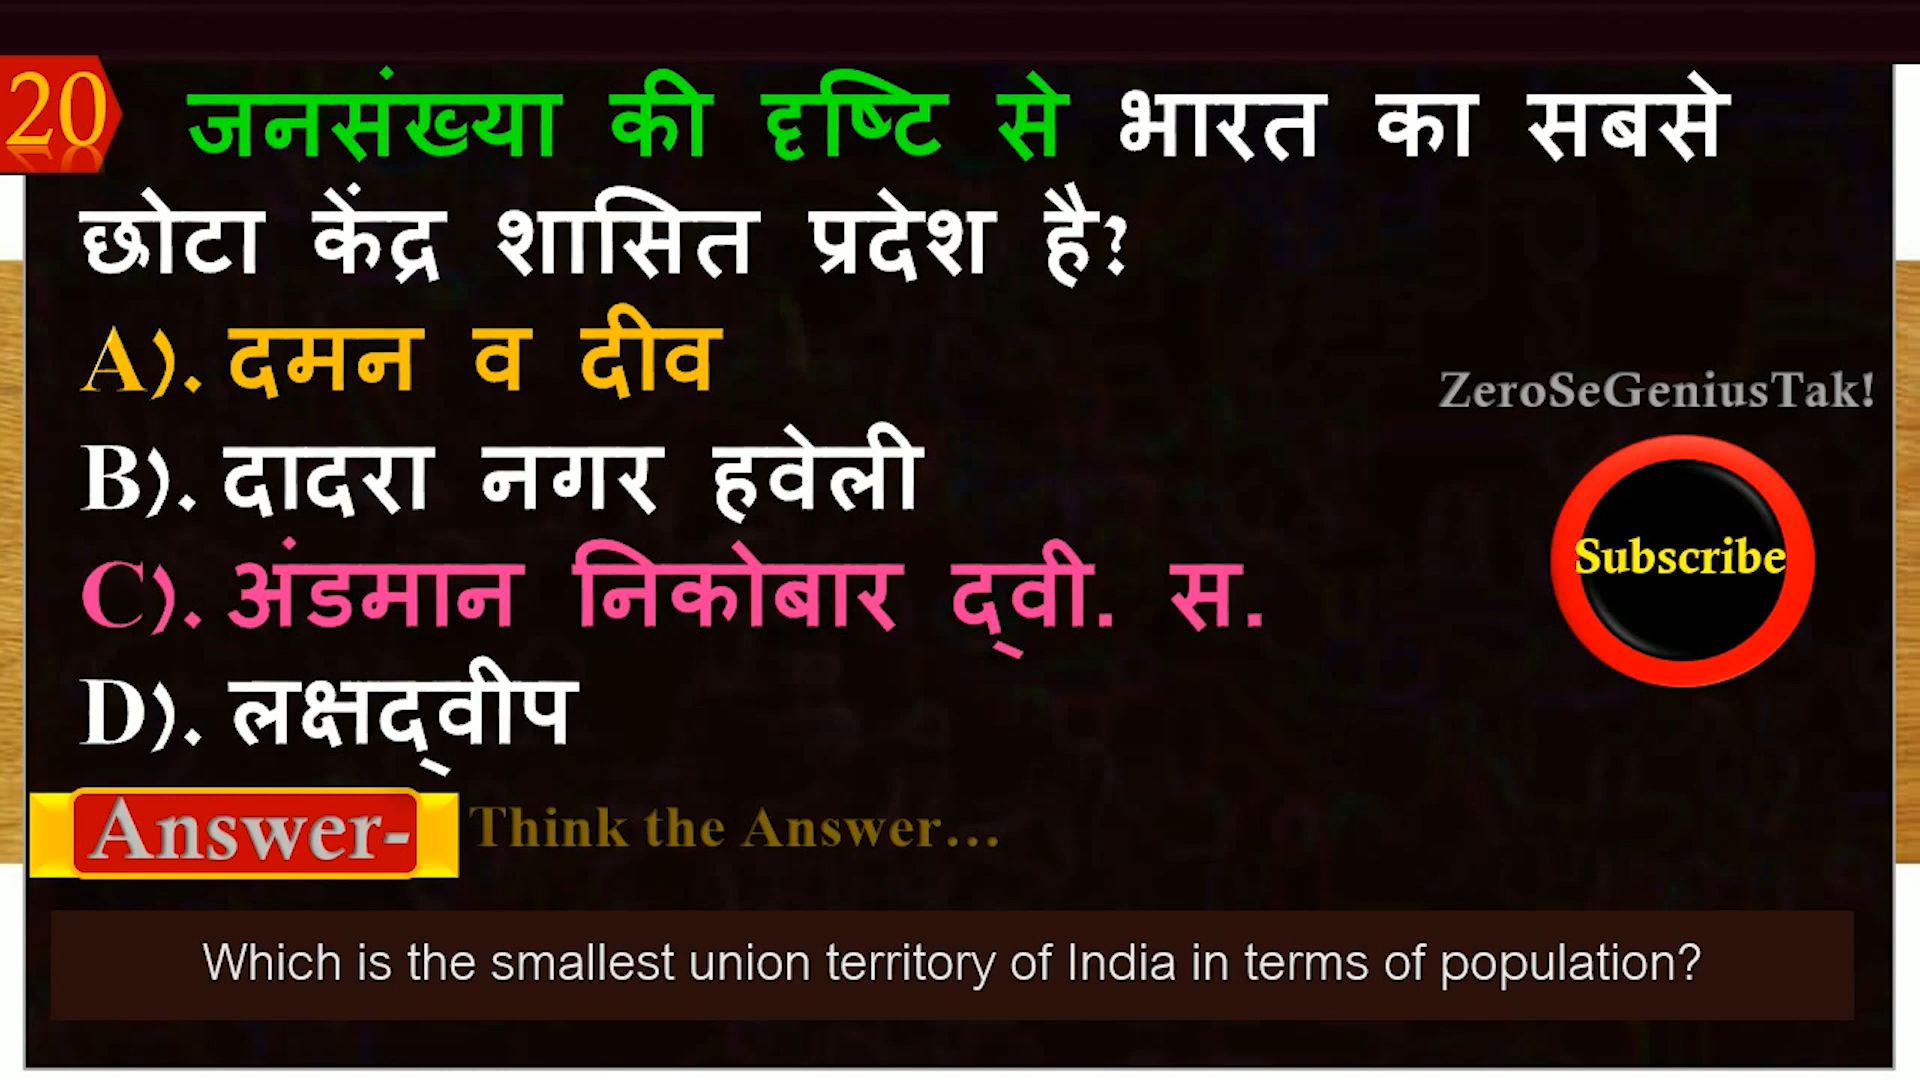 20
जनसंख्या की दृष्टि से भारत का सबसे
छोटा केंद्र शासित प्रदेश है?
A). दमन व दीव
B). दादरा नगर हवेली
C). अंडमान निकोबार द्वी. स.
D). लक्षद्वीप
ZeroSeGeniusTak!
Subscribe
Answer- Think the Answer...
Which is the smallest union territory of India in terms of population?